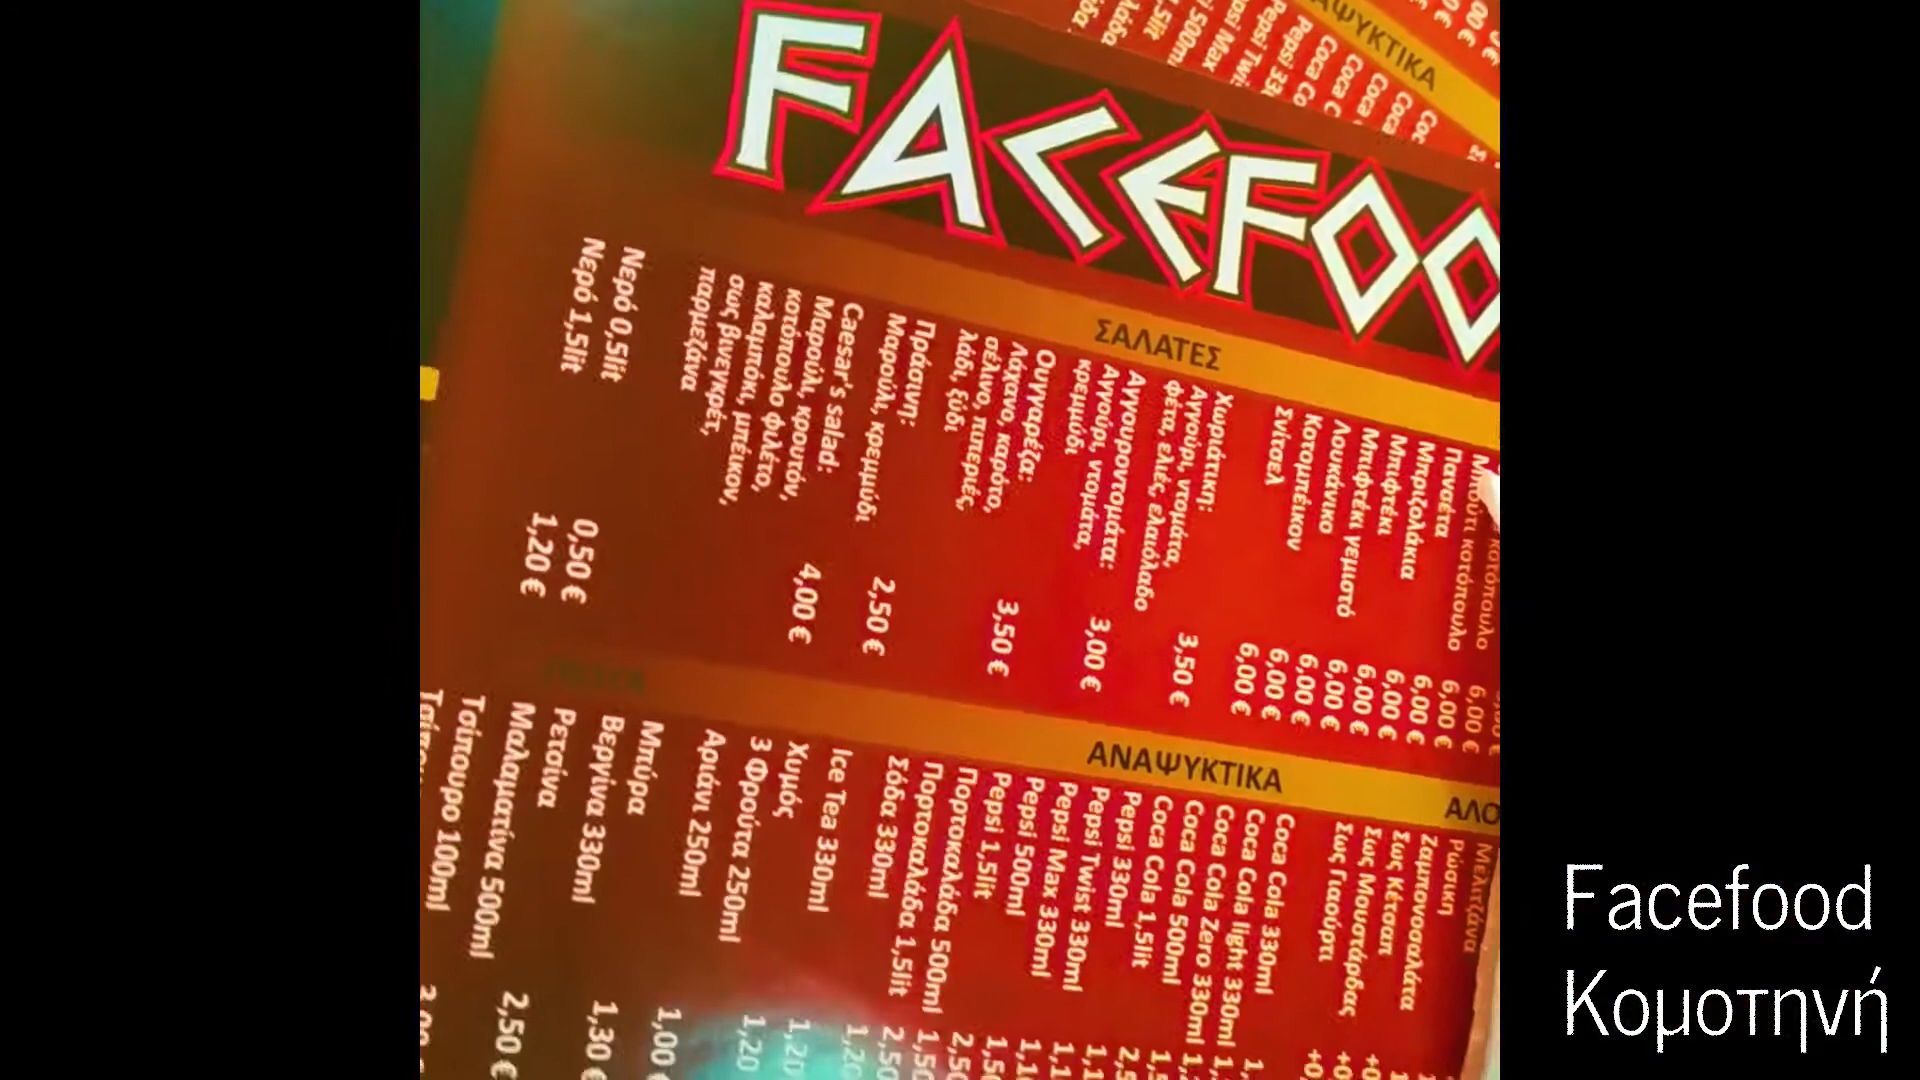 FACEFOO
Μπούτι κοτόπουλο 6,00 €
Πανσέτα 6,00 €
Μπριζολάκια 6,00 €
Μπιφτέκι 6,00 €
Μπιφτέκι γεμιστό 6,00 €
Λουκάνικο 6,00 €
Κοτομπέικον 6,00 €
Σνίτσελ 6,00 €
ΣΑΛΑΤΕΣ
Χωριάτικη:
Αγγούρι, ντομάτα,
φέτα, ελιές, ελαιόλαδο 3,50 €
Αγγουροντομάτα:
Αγγούρι, ντομάτα,
κρεμμύδι 3,00 €
Ουγγαρέζα:
Λάχανο, καρότο,
σέλινο, πιπεριές,
λάδι, ξύδι 3,50 €
Πράσινη:
Μαρούλι, κρεμμύδι 2,50 €
Caesar's salad:
Μαρούλι, κρουτόν,
κοτόπουλο φιλέτο,
καλαμπόκι, μπέικον,
σως βινεγκρέτ,
παρμεζάνα 4,00 €
Νερό 0,5lit 0,50 €
Νερό 1,5lit 1,20 €
Μελιτζάνα
Ρώσικη
Ζαμπονοσαλάτα
Σως Κέτσαπ
Σως Μουστάρδας
Σως Γιαούρτι
ΑΝΑΨΥΚΤΙΚΑ
Coca Cola 330ml
Coca Cola light 330ml
Coca Cola Zero 330ml
Coca Cola 500ml
Coca Cola 1,5lit
Pepsi 330ml
Pepsi Twist 330ml
Pepsi Max 330ml
Pepsi 500ml
Pepsi 1,5lit
Πορτοκαλάδα 500ml
Πορτοκαλάδα 1,5lit
Σόδα 330ml
Ice Tea 330ml
Χυμός
3 Φρούτα 250ml 1,20
Αριάνι 250ml 1,00 €
Μπύρα
Βεργίνα 330ml 1,30 €
Ρετσίνα
Μαλαματίνα 500ml 2,50 €
Τσίπουρο 100ml
Facefood
Κομοτηνή